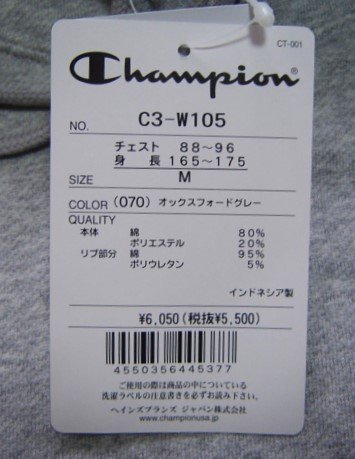 CT-001
Champion
NO. C3-W105
チェスト 88~96
身 長 165~175
SIZE M
COLOR (070) オックスフォードグレー
QUALITY
本体 綿 80%
ポリエステル 20%
リブ部分 綿 95%
ポリウレタン 5%
インドネシア製
¥6,050(税抜¥5,500)
4550356445377
ご使用前には商品の中についている
洗濯ラベルの注意書きを必ずお読み下さい。
ヘインズブランズ ジャパン株式会社
www.championusa.jp